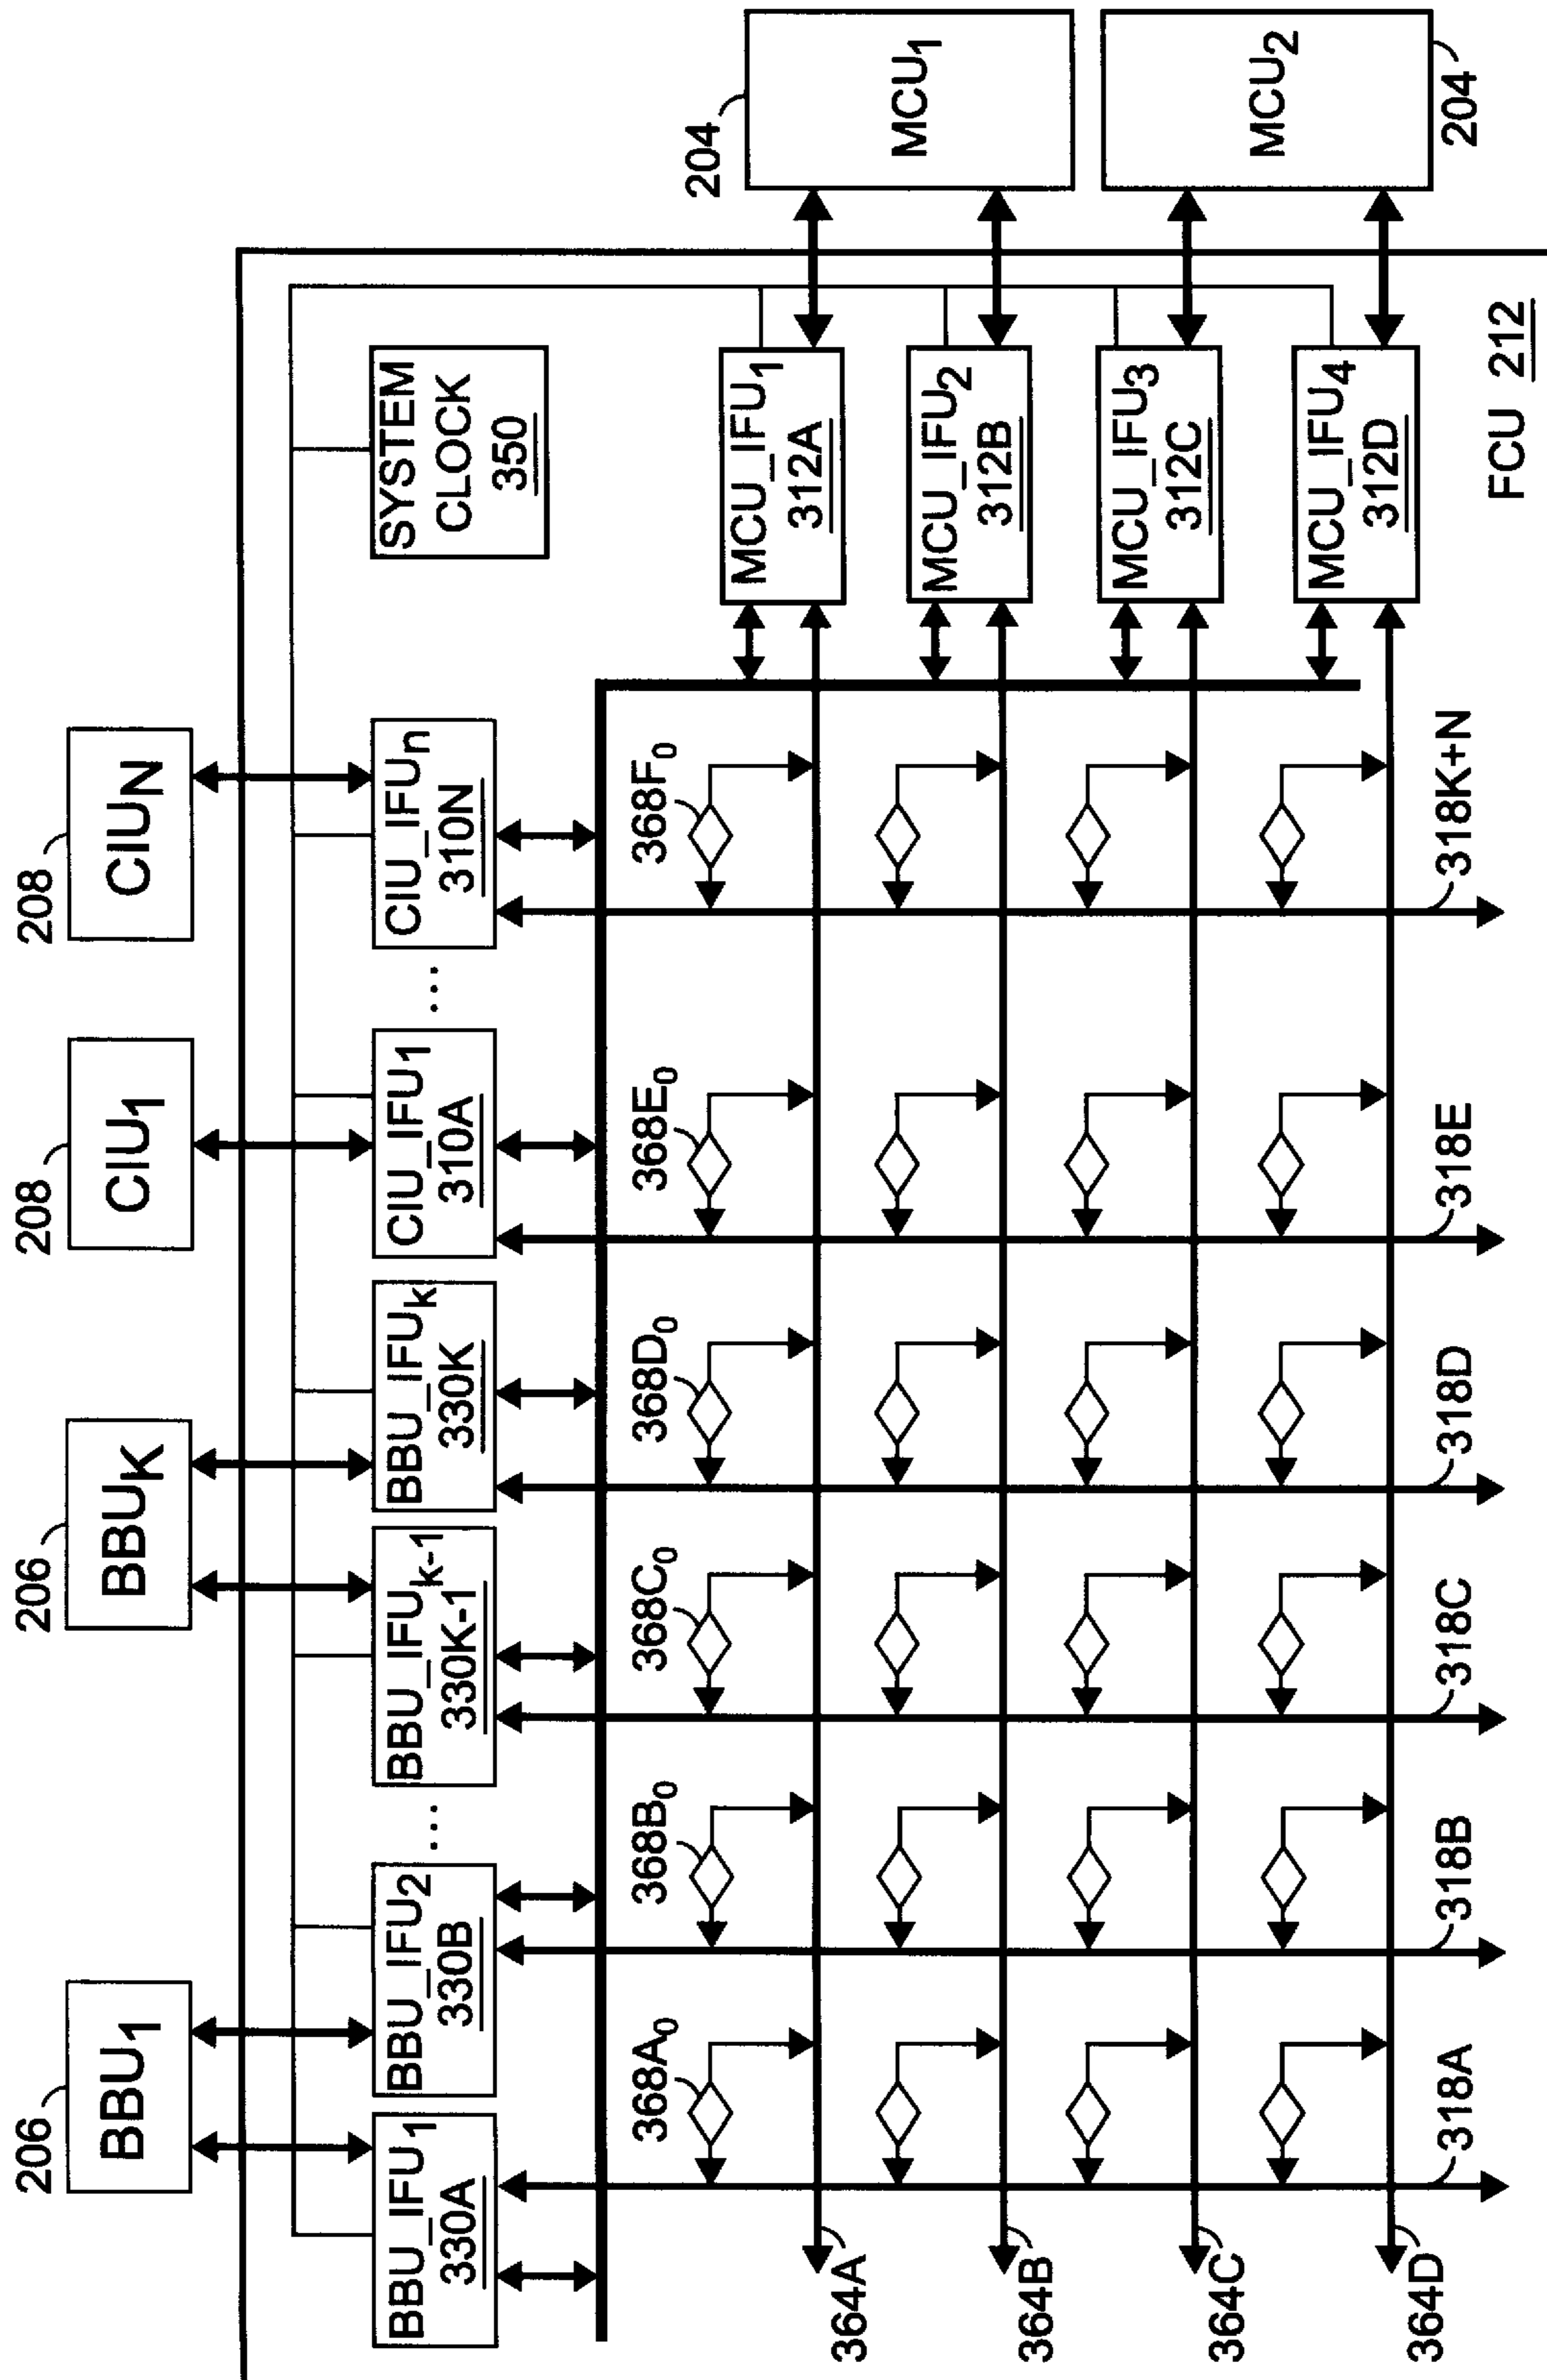 206
206
208
208
BBU1
BBUK
CIU1
CIUN
BBU_IFU1
330A
BBU_IFU2
330B
...
BBU_IFUk-1
330K-1
BBU_IFUk
330K
CIU_IFU1
310A
...
CIU_IFUn
310N
SYSTEM
CLOCK
350
368A0
368B0
368C0
368D0
368E0
368F0
MCU_IFU1
312A
MCU_IFU2
312B
MCU_IFU3
312C
MCU_IFU4
312D
204
MCU1
MCU2
204
364A
364B
364C
364D
318A
318B
318C
318D
318E
318K+N
FCU 212